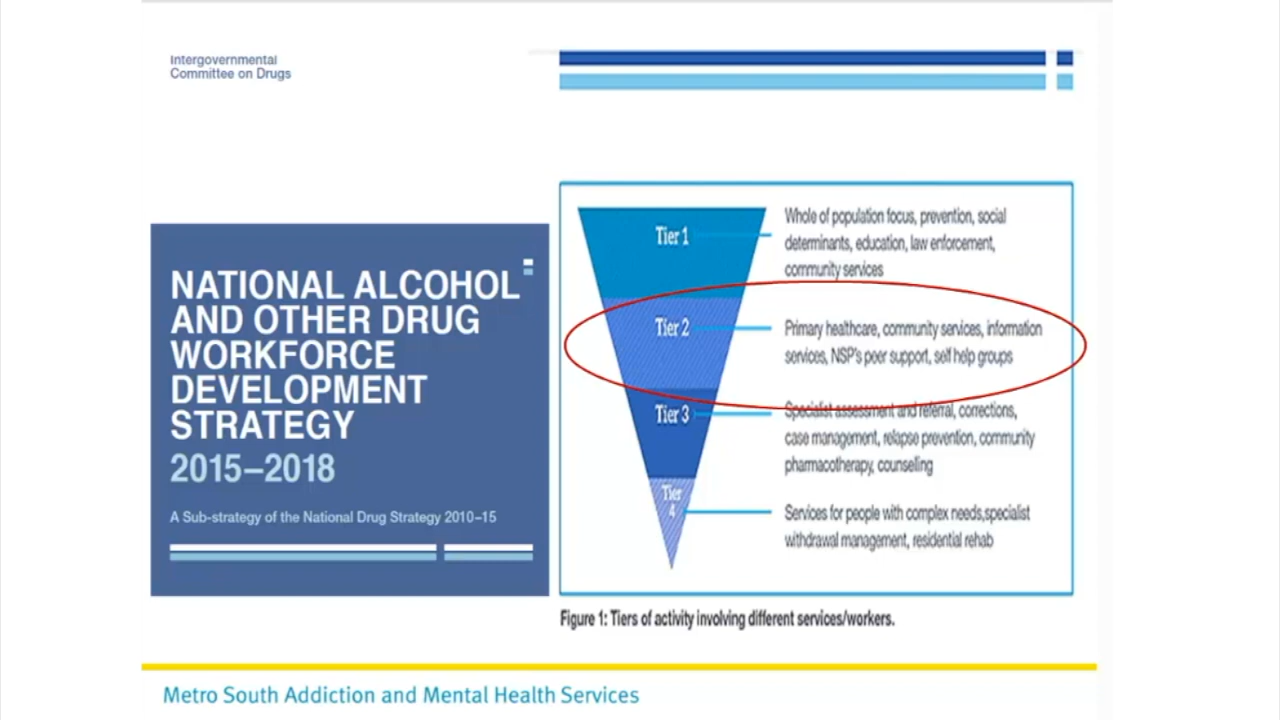 Intergovernmental
Committee on Drugs
NATIONAL ALCOHOL
AND OTHER DRUG
WORKFORCE
DEVELOPMENT
STRATEGY
2015–2018
A Sub-strategy of the National Drug Strategy 2010–15
Tier 1
Whole of population focus, prevention, social
determinants, education, law enforcement,
community services
Tier 2
Primary healthcare, community services, information
services, NSP's peer support, self help groups
Tier 3
Specialist assessment and referral, corrections,
case management, relapse prevention, community
pharmacotherapy, counseling
Tier
4
Services for people with complex needs,specialist
withdrawal management, residential rehab
Figure 1: Tiers of activity involving different services/workers.
Metro South Addiction and Mental Health Services